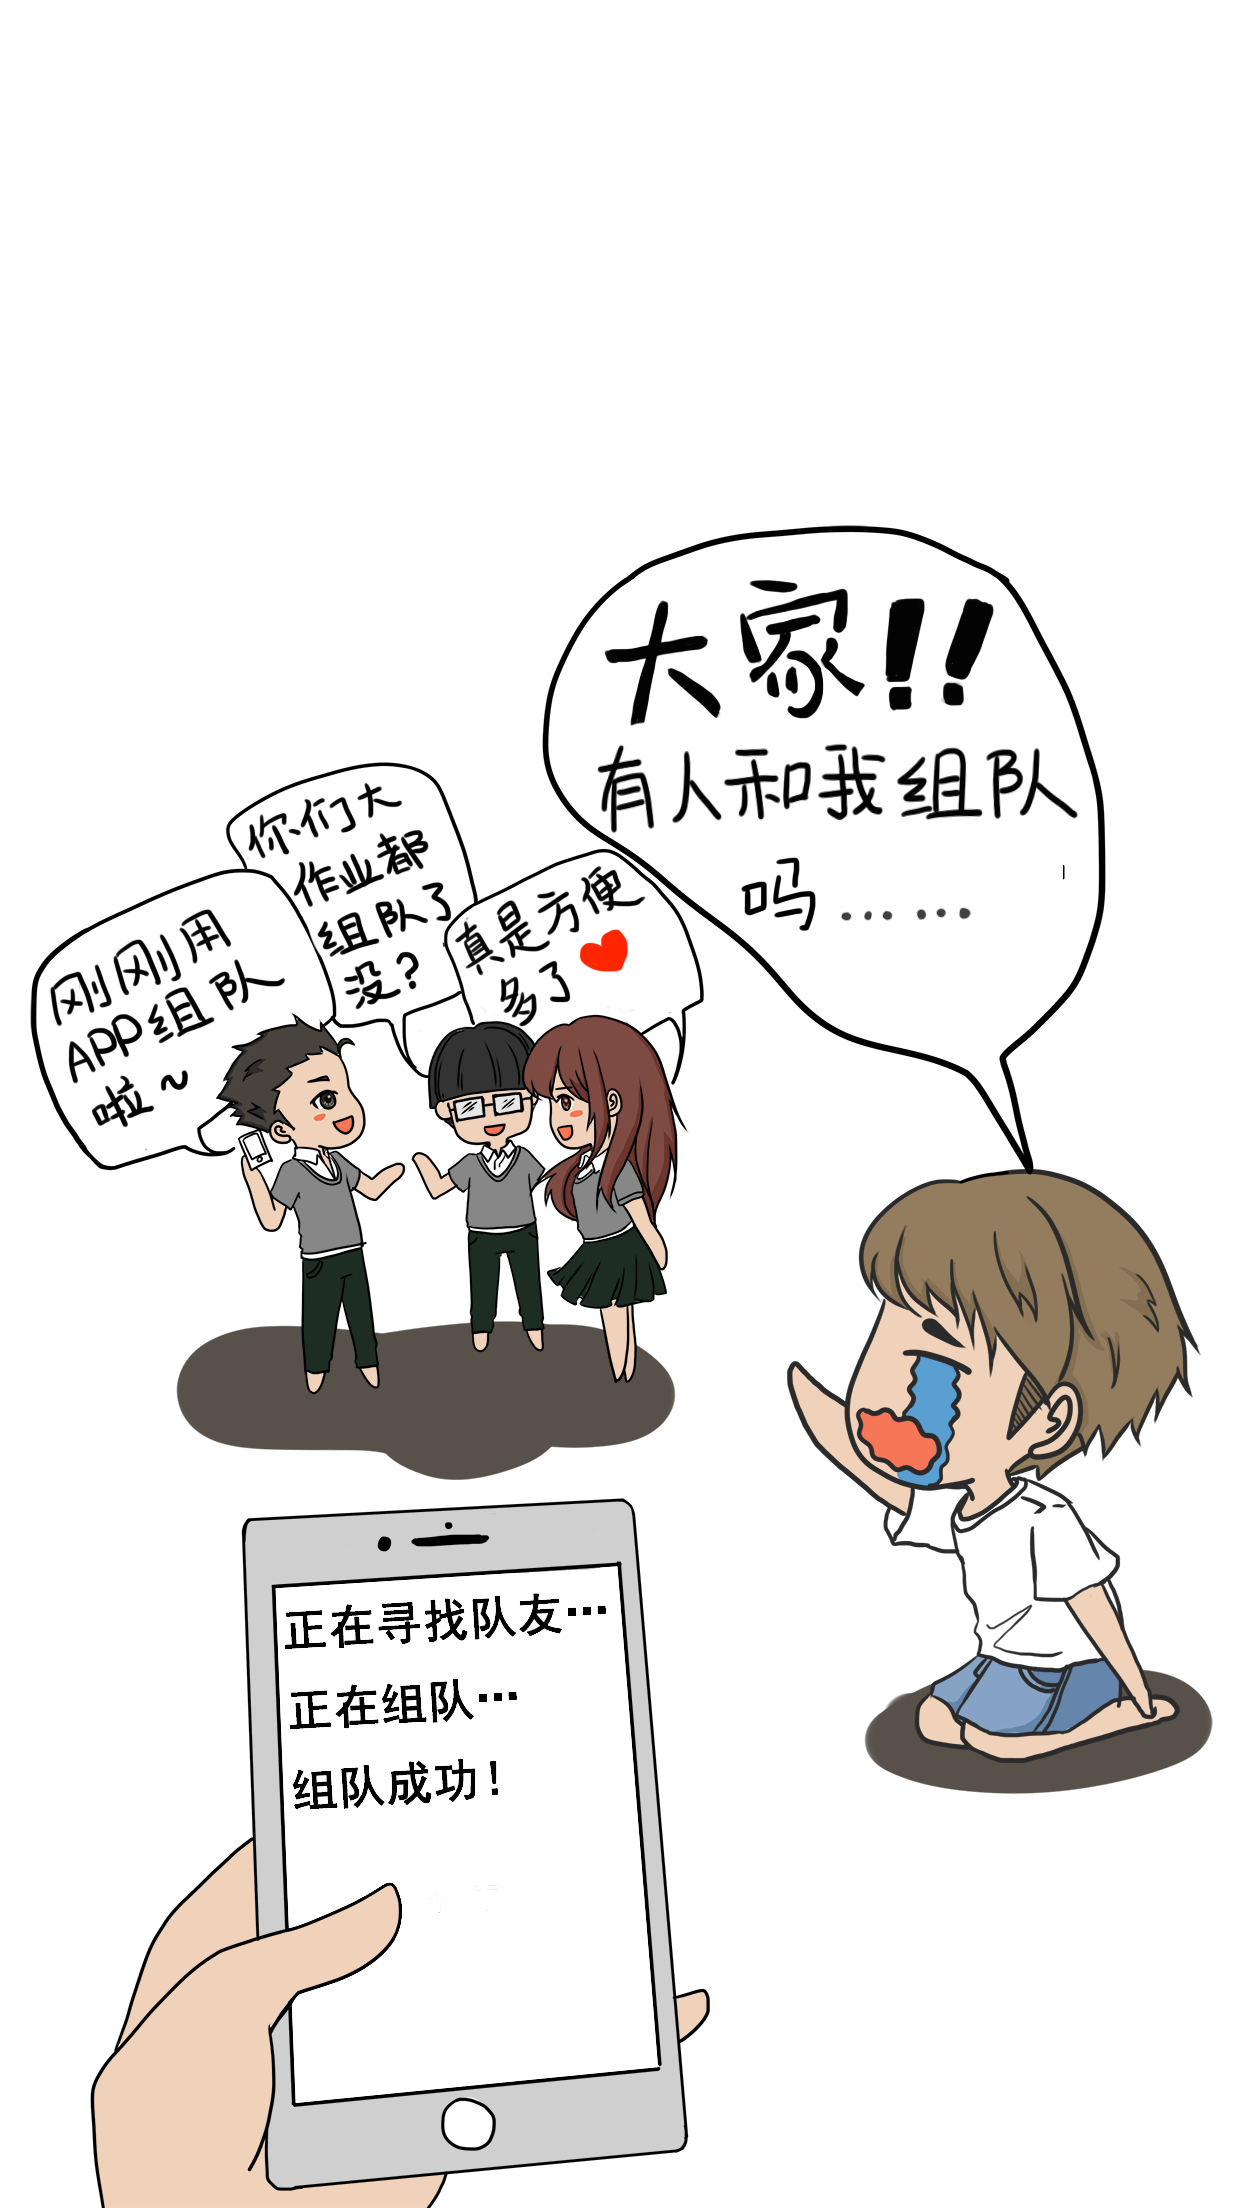 大家!!
有人和我组队
吗……
你们大
作业都
组队了
没?
刚刚用
APP组队
啦~
真是方便
多了
正在寻找队友…
正在组队…
组队成功!